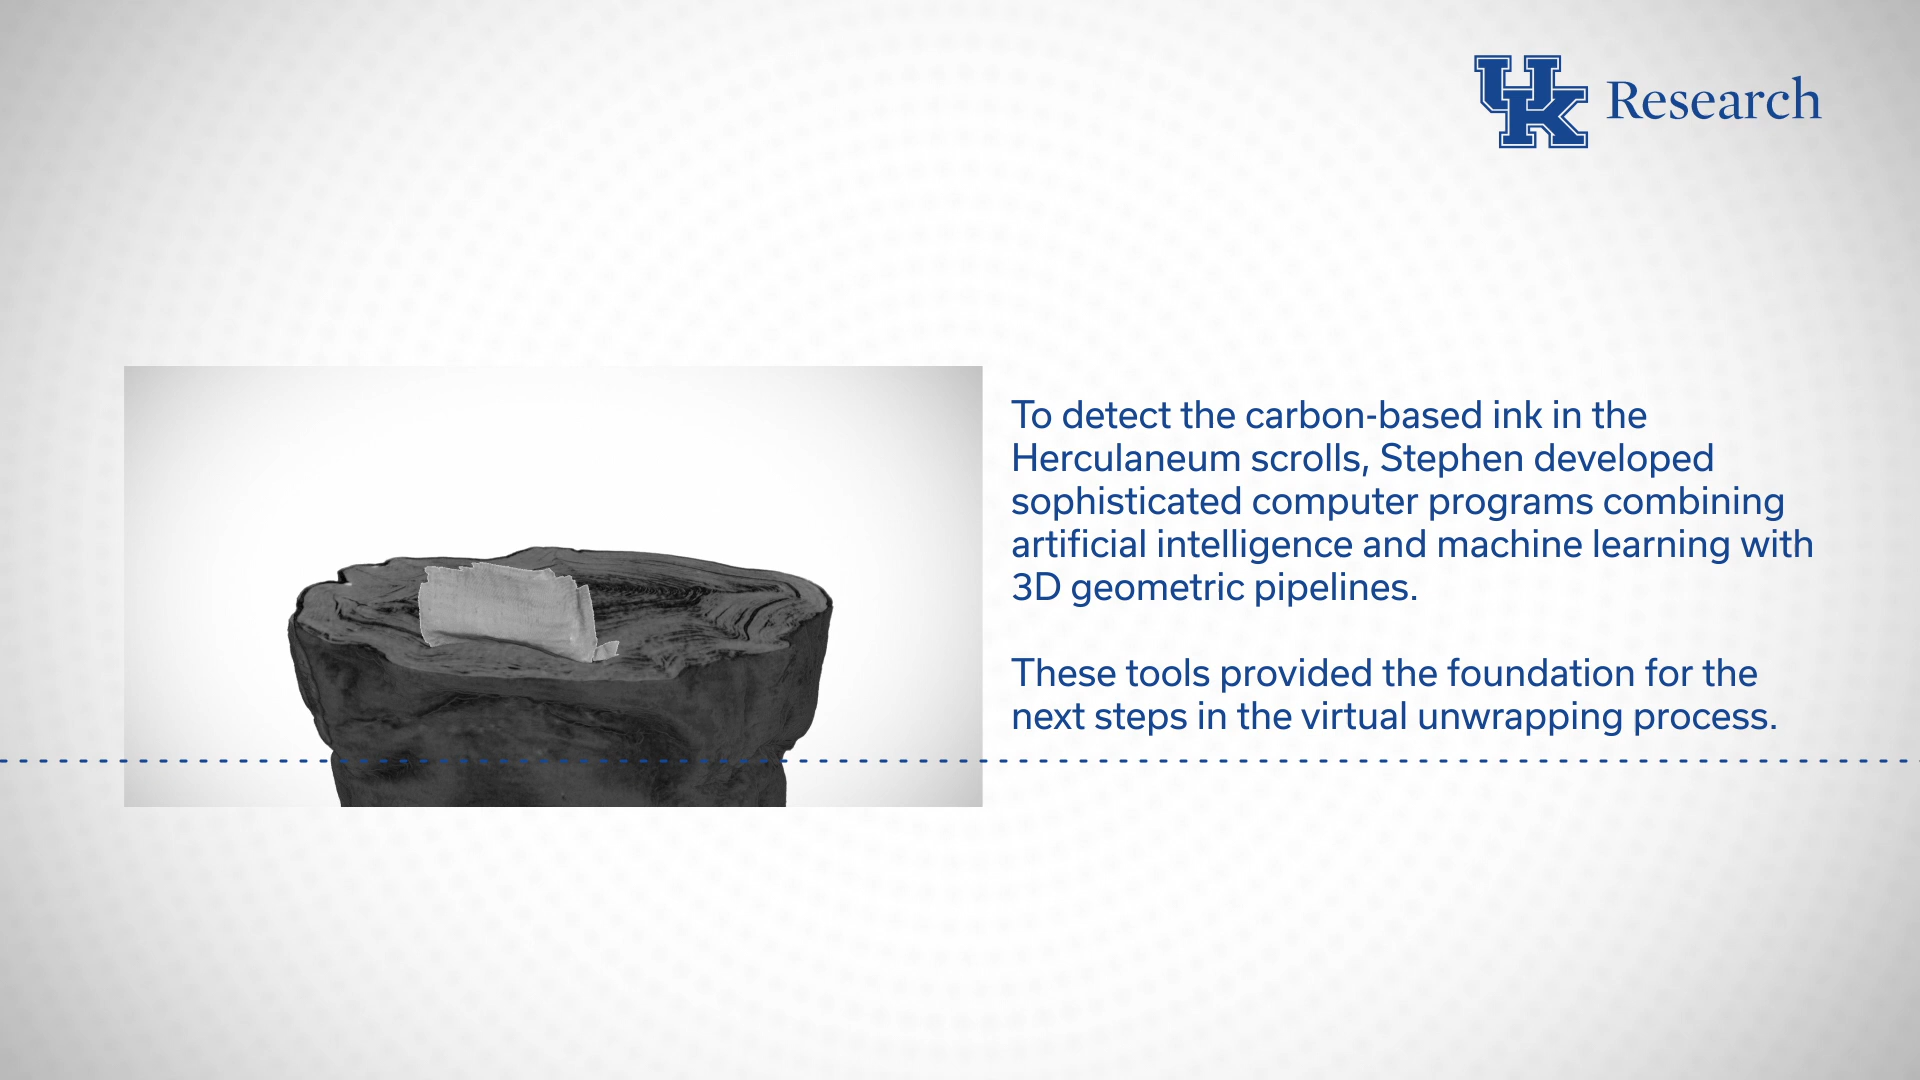 UK Research
To detect the carbon-based ink in the
Herculaneum scrolls, Stephen developed
sophisticated computer programs combining
artificial intelligence and machine learning with
3D geometric pipelines.
These tools provided the foundation for the
next steps in the virtual unwrapping process.